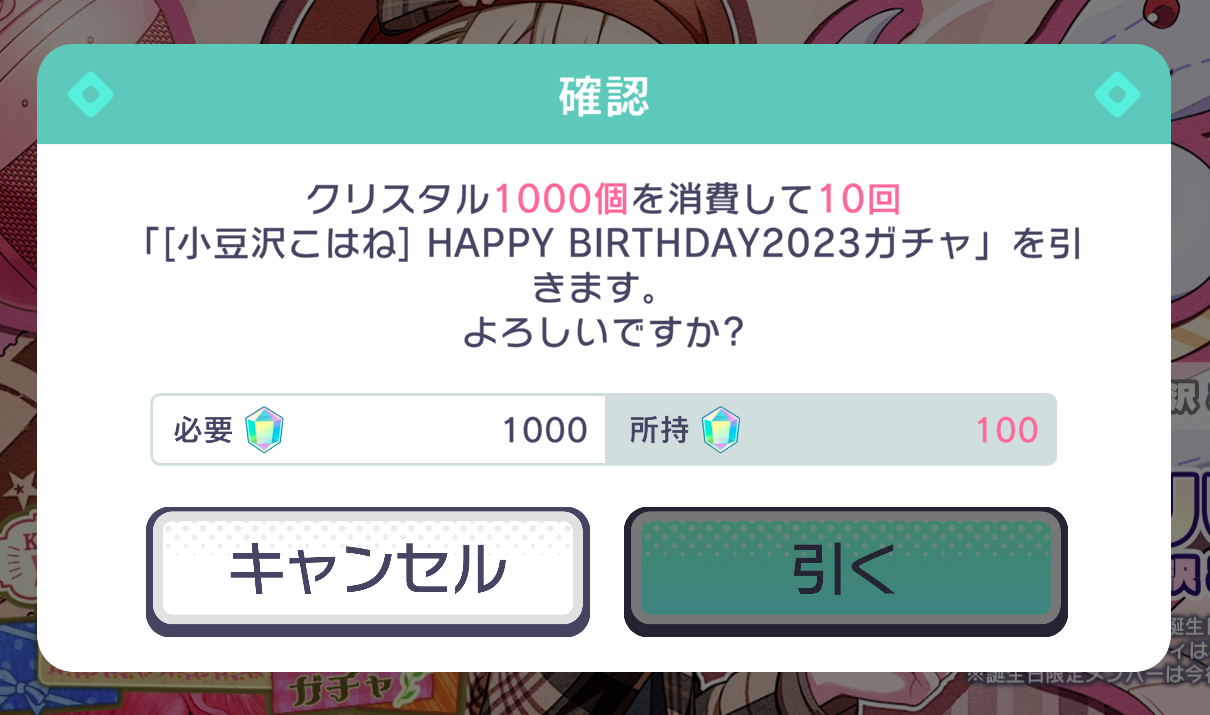 確認
クリスタル1000個を消費して10回
「[小豆沢こはね] HAPPY BIRTHDAY2023ガチャ」を引
きます。
よろしいですか?
必要 1000 所持 100
キャンセル 引く
ガチャ